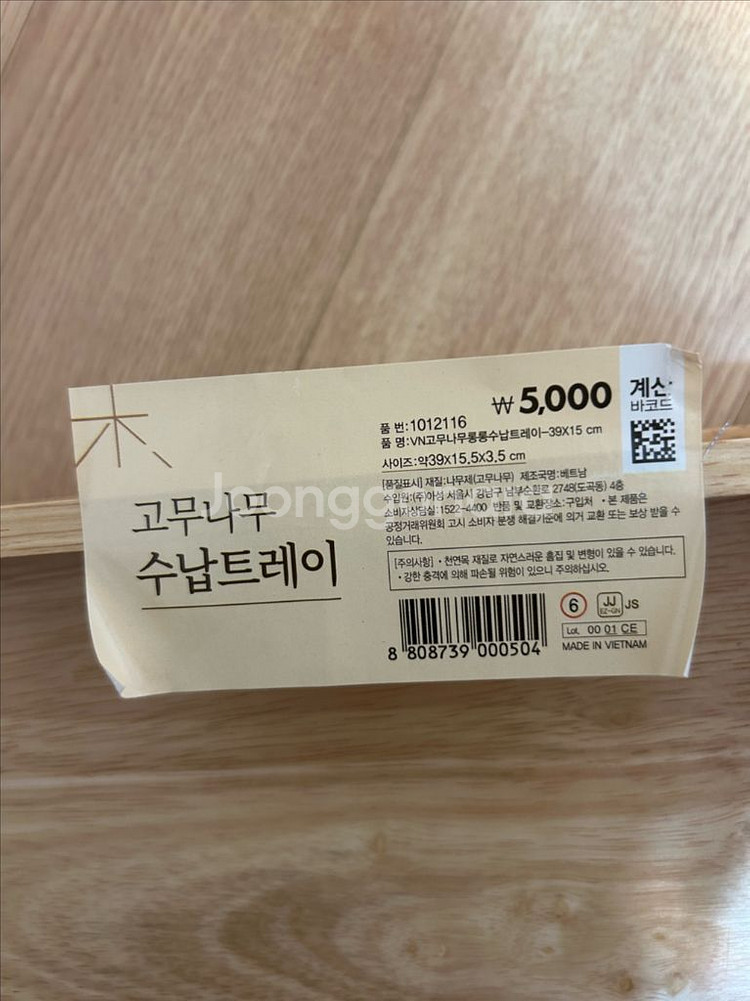 木
고무나무
수납트레이
₩ 5,000
계산
바코드
품 번:1012116
품 명:VN고무나무롱롱수납트레이-39X15 cm
사이즈:약39x15.5x3.5 cm
[품질표시] 재질:나무제(고무나무) 제조국명:베트남
수입원:(주)아성 서울시 강남구 남부순환로 2748(도곡동) 4층
소비자상담실:1522-4400 반품 및 교환장소:구입처 • 본 제품은
공정거래위원회 고시 소비자 분쟁 해결기준에 의거 교환 또는 보상 받을 수
있습니다.
[주의사항] • 천연목 재질로 자연스러운 흠집 및 변형이 있을 수 있습니다.
• 강한 충격에 의해 파손될 위험이 있으니 주의하십시오.
8 808739 000504
6 JJ JS
EZ-GN
Lot. 00 01 CE
MADE IN VIETNAM